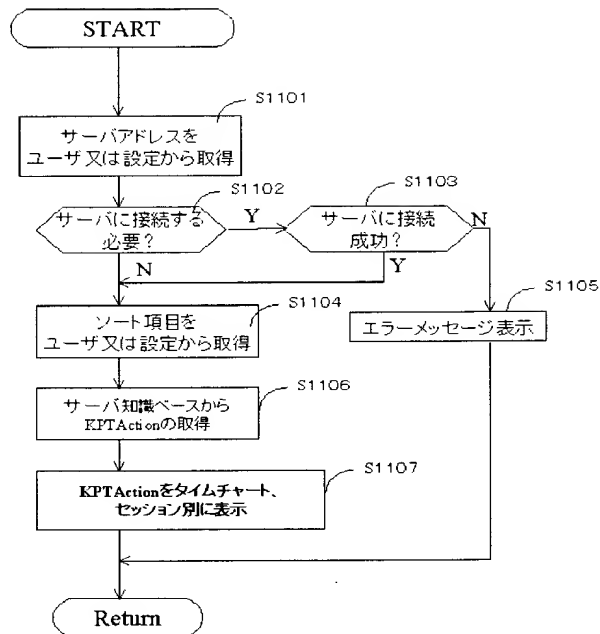 START
S1101
サーバアドレスを
ユーザ又は設定から取得
S1102
サーバに接続する
必要？
Y
N
S1103
サーバに接続
成功？
N
Y
S1104
ソート項目を
ユーザ又は設定から取得
S1105
エラーメッセージ表示
S1106
サーバ知識ベースから
KPTActionの取得
S1107
KPTActionをタイムチャート、
セッション別に表示
Return